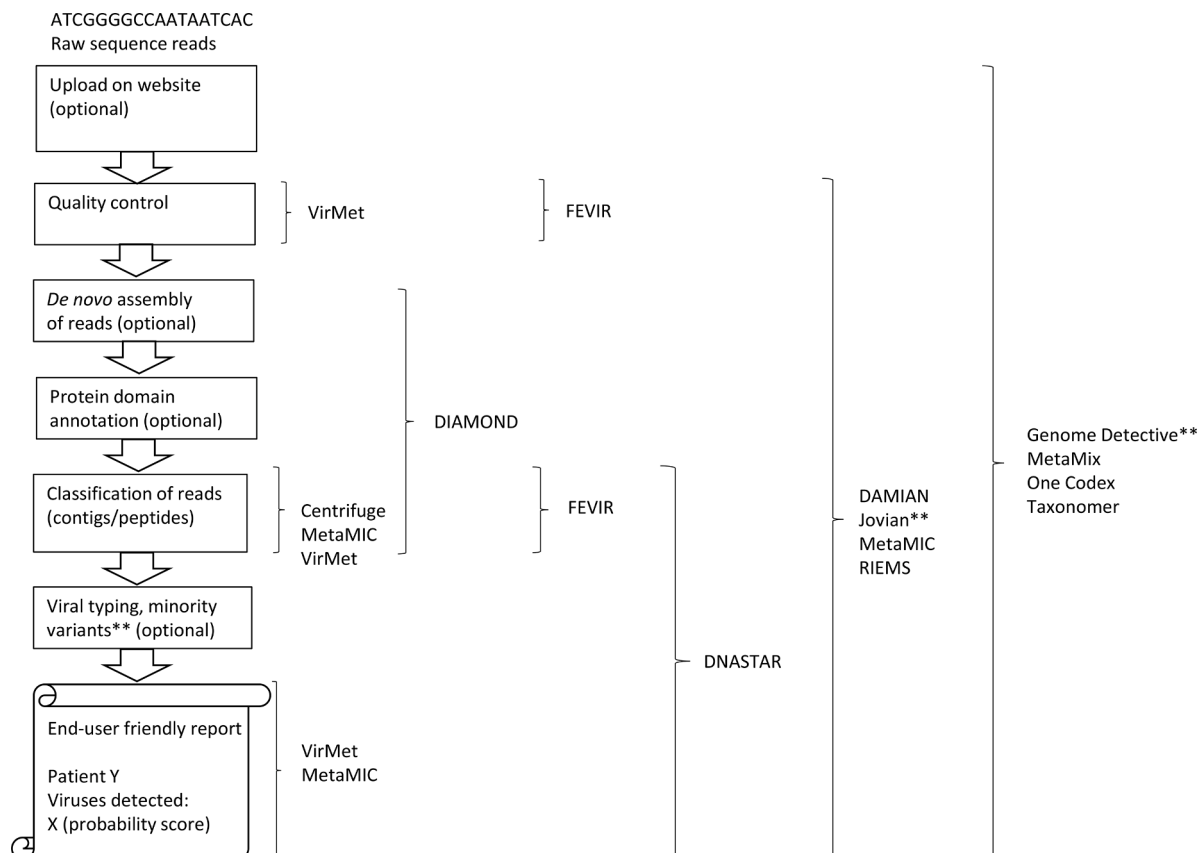 ATCGGGGCCAATAATCAC
Raw sequence reads
Upload on website
(optional)
Quality control
VirMet
FEVIR
De novo assembly
of reads (optional)
Protein domain
annotation (optional)
DIAMOND
Classification of reads
(contigs/peptides)
Centrifuge
MetaMIC
VirMet
FEVIR
Viral typing, minority
variants** (optional)
DNASTAR
End-user friendly report
Patient Y
Viruses detected:
X (probability score)
VirMet
MetaMIC
DAMIAN
Jovian**
MetaMIC
RIEMS
Genome Detective**
MetaMix
One Codex
Taxonomer